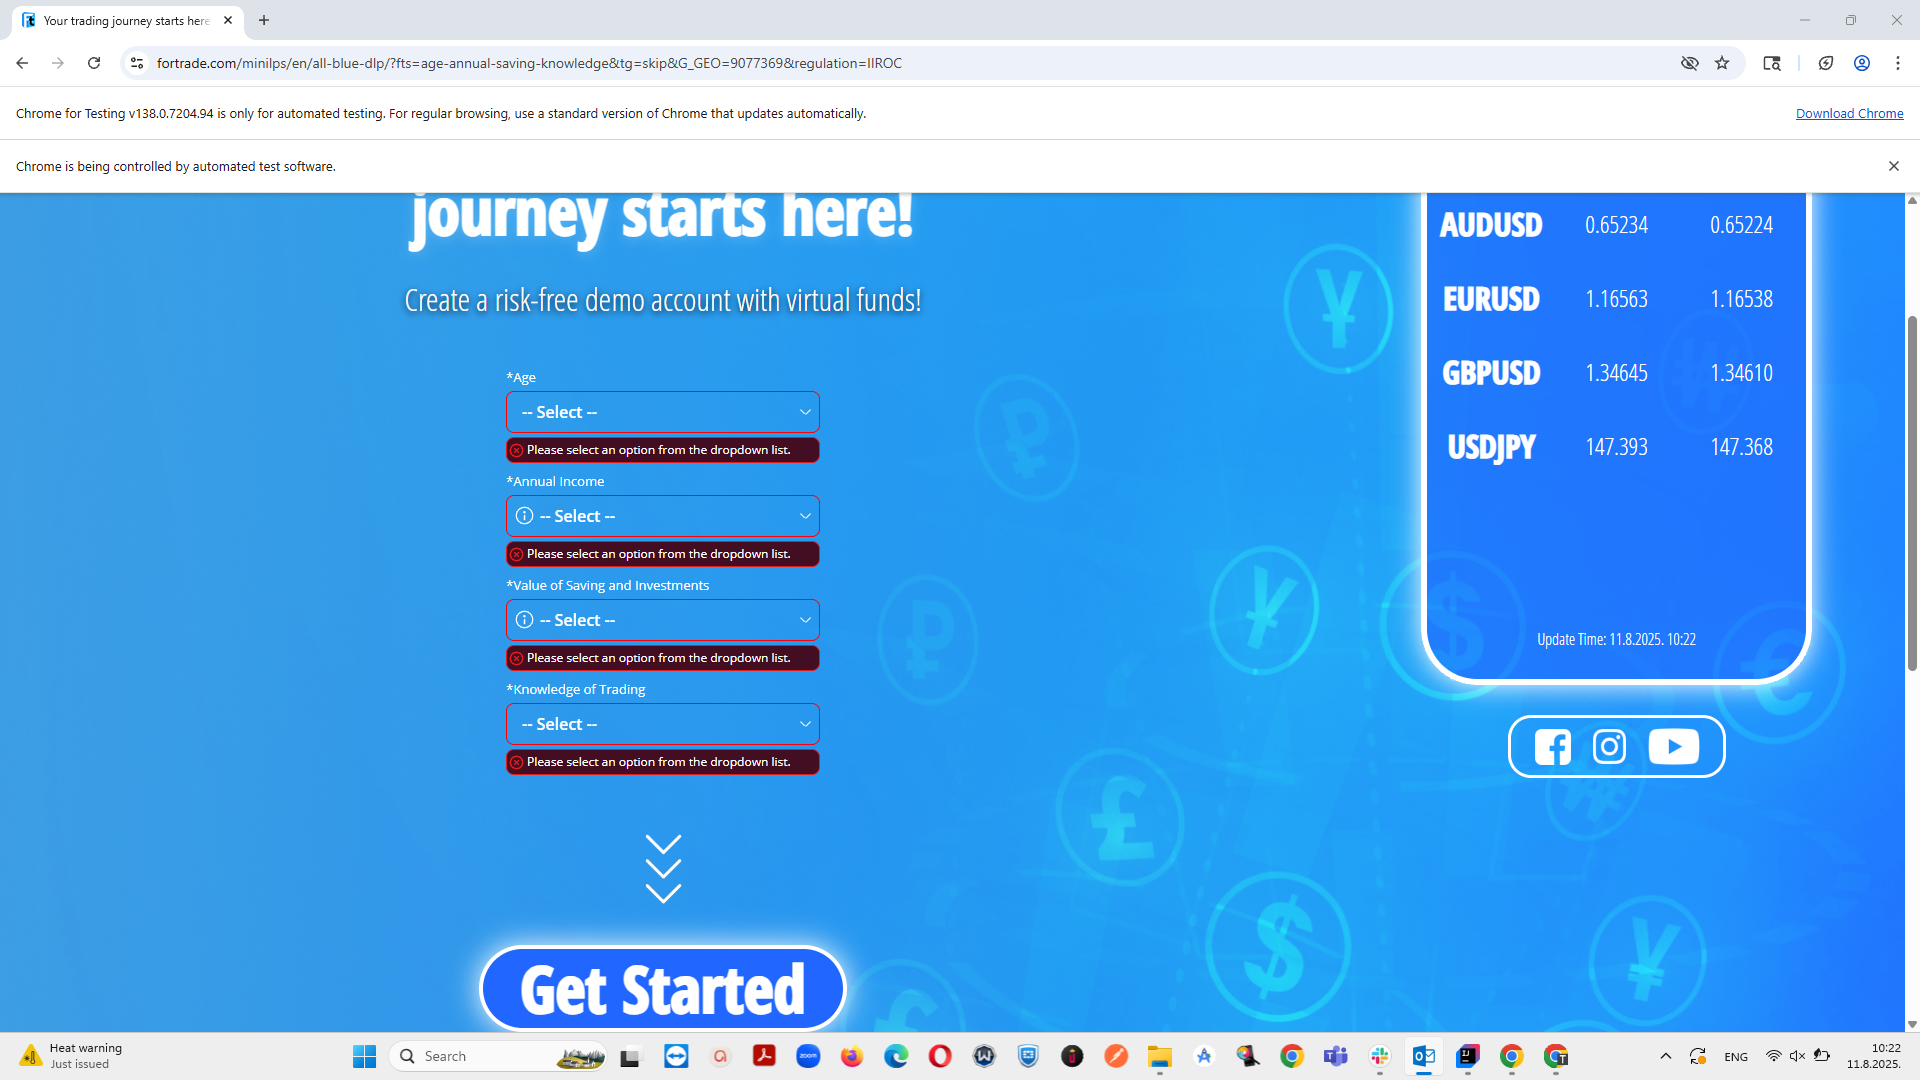 Your trading journey starts here
fortrade.com/minilps/en/all-blue-dlp/?fts=age-annual-saving-knowledge&tg=skip&G_GEO=9077369&regulation=IIROC
Chrome for Testing v138.0.7204.94 is only for automated testing. For regular browsing, use a standard version of Chrome that updates automatically.
Download Chrome
Chrome is being controlled by automated test software.
journey starts here!
Create a risk-free demo account with virtual funds!
*Age
-- Select --
Please select an option from the dropdown list.
*Annual Income
-- Select --
Please select an option from the dropdown list.
*Value of Saving and Investments
-- Select --
Please select an option from the dropdown list.
*Knowledge of Trading
-- Select --
Please select an option from the dropdown list.
Get Started
AUDUSD 0.65234 0.65224
EURUSD 1.16563 1.16538
GBPUSD 1.34645 1.34610
USDJPY 147.393 147.368
Update Time: 11.8.2025. 10:22
Heat warning
Just issued
Search
zoom
ENG
10:22
11.8.2025.